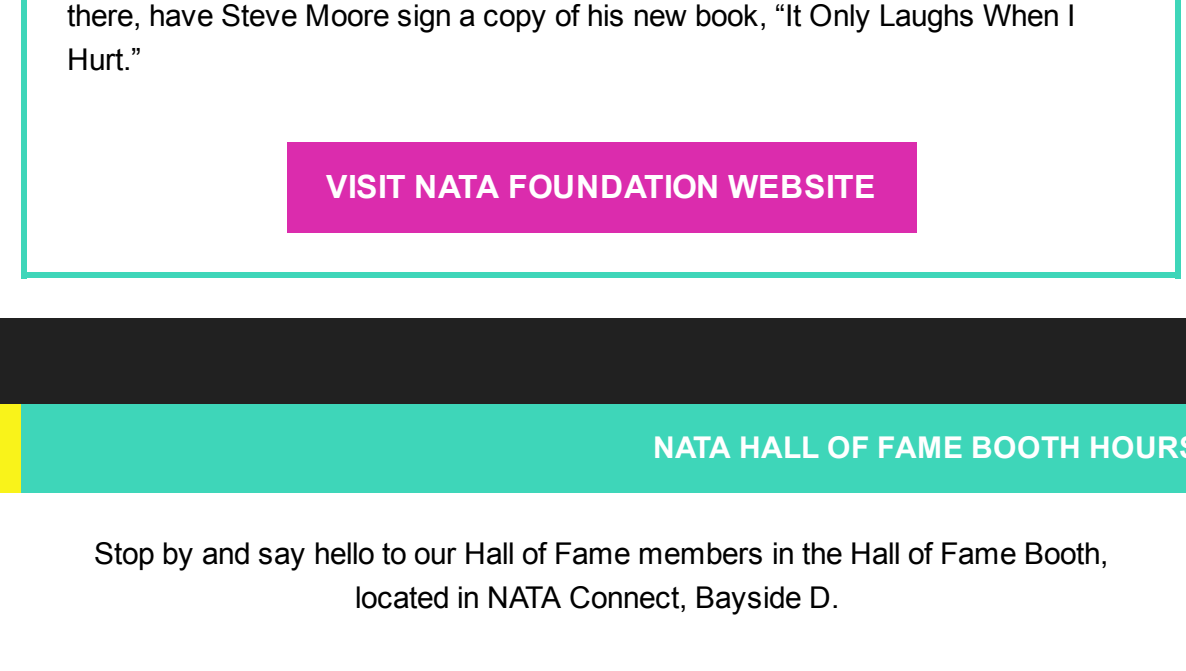 there, have Steve Moore sign a copy of his new book, “It Only Laughs When I
Hurt.”
VISIT NATA FOUNDATION WEBSITE
NATA HALL OF FAME BOOTH HOURS
Stop by and say hello to our Hall of Fame members in the Hall of Fame Booth,
located in NATA Connect, Bayside D.